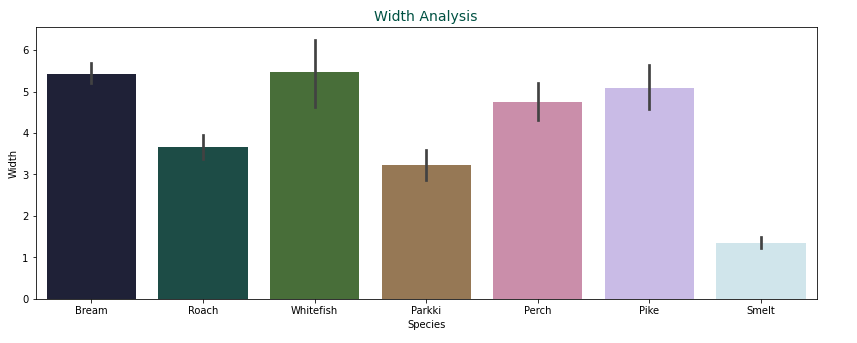 Width Analysis
6
5
4
3
2
1
0
Width
Bream Roach Whitefish Parkki Perch Pike Smelt
Species